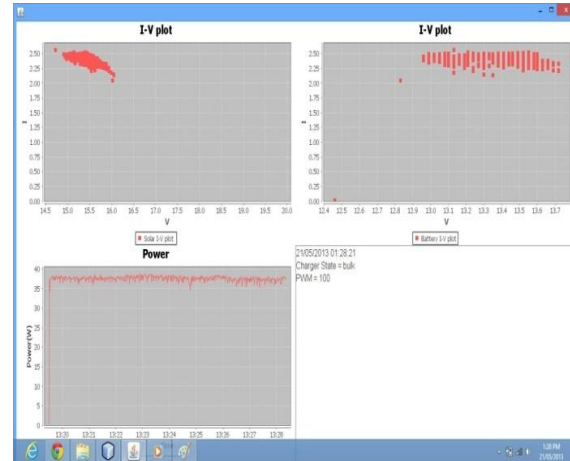 I-V plot
2.50
2.25
2.00
1.75
1.50
1.25
1.00
0.75
0.50
0.25
0.00
I
14.5 15.0 15.5 16.0 16.5 17.0 17.5 18.0 18.5 19.0 19.5 20.0
V
Solar I-V plot
I-V plot
2.50
2.25
2.00
1.75
1.50
1.25
1.00
0.75
0.50
0.25
0.00
I
12.4 12.5 12.6 12.7 12.8 12.9 13.0 13.1 13.2 13.3 13.4 13.5 13.6 13.7
V
Battery I-V plot
Power
40
35
30
25
20
15
10
5
0
Power(W)
13:20 13:21 13:22 13:23 13:24 13:25 13:26 13:27 13:28
21/05/2013 01:28:21
Charger State = bulk
PWM = 100
1:28 PM
21/05/2013